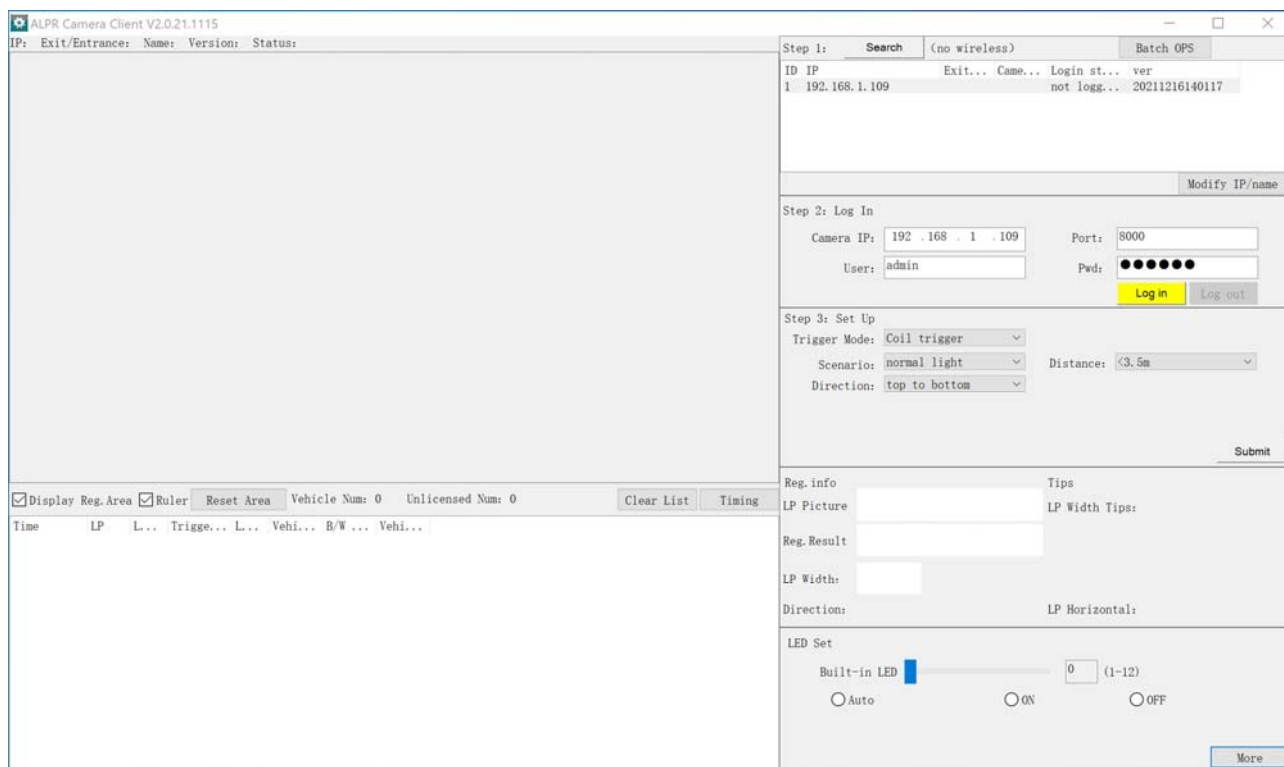 ALPR Camera Client V2.0.21.1115
IP: Exit/Entrance: Name: Version: Status:
Step 1: Search (no wireless) Batch OPS
ID IP Exit... Came... Login st... ver
1 192.168.1.109 not logg... 20211216140117
Modify IP/name
Step 2: Log In
Camera IP: 192 .168 . 1 .109 Port: 8000
User: admin Pwd: ●●●●●●
Log in Log out
Step 3: Set Up
Trigger Mode: Coil trigger
Scenario: normal light Distance: <3.5m
Direction: top to bottom
Submit
Display Reg.Area Ruler Reset Area Vehicle Num: 0 Unlicensed Num: 0 Clear List Timing
Time LP L... Trigge... L... Vehi... B/W ... Vehi...
Reg.info Tips
LP Picture LP Width Tips:
Reg.Result
LP Width:
Direction: LP Horizontal:
LED Set
Built-in LED 0 (1-12)
Auto ON OFF
More